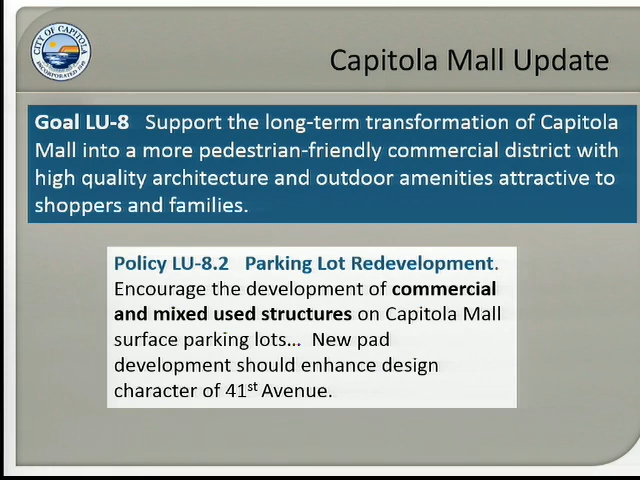 CITY OF CAPITOLA
INCORPORATED 1949
Capitola Mall Update
Goal LU-8 Support the long-term transformation of Capitola
Mall into a more pedestrian-friendly commercial district with
high quality architecture and outdoor amenities attractive to
shoppers and families.
Policy LU-8.2 Parking Lot Redevelopment.
Encourage the development of commercial
and mixed used structures on Capitola Mall
surface parking lots... New pad
development should enhance design
character of 41st Avenue.